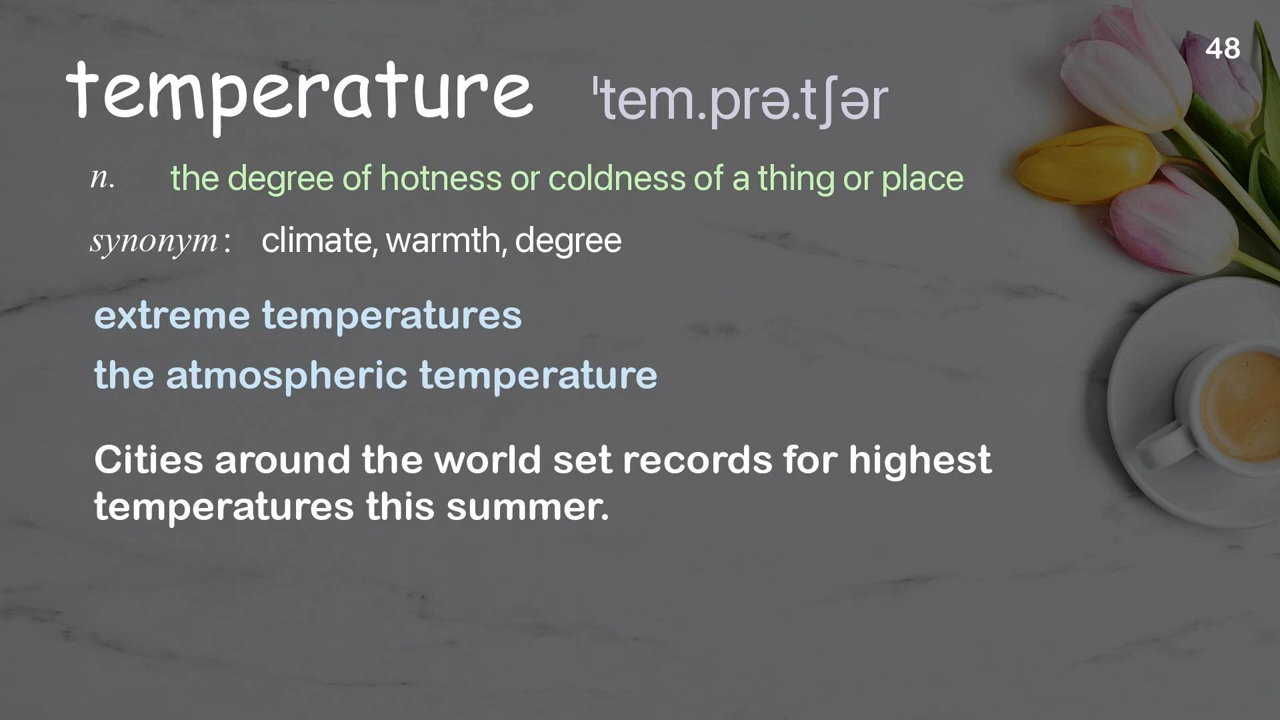 48
temperature ˈtem.prə.tʃər
n. the degree of hotness or coldness of a thing or place
synonym: climate, warmth, degree
extreme temperatures
the atmospheric temperature
Cities around the world set records for highest
temperatures this summer.